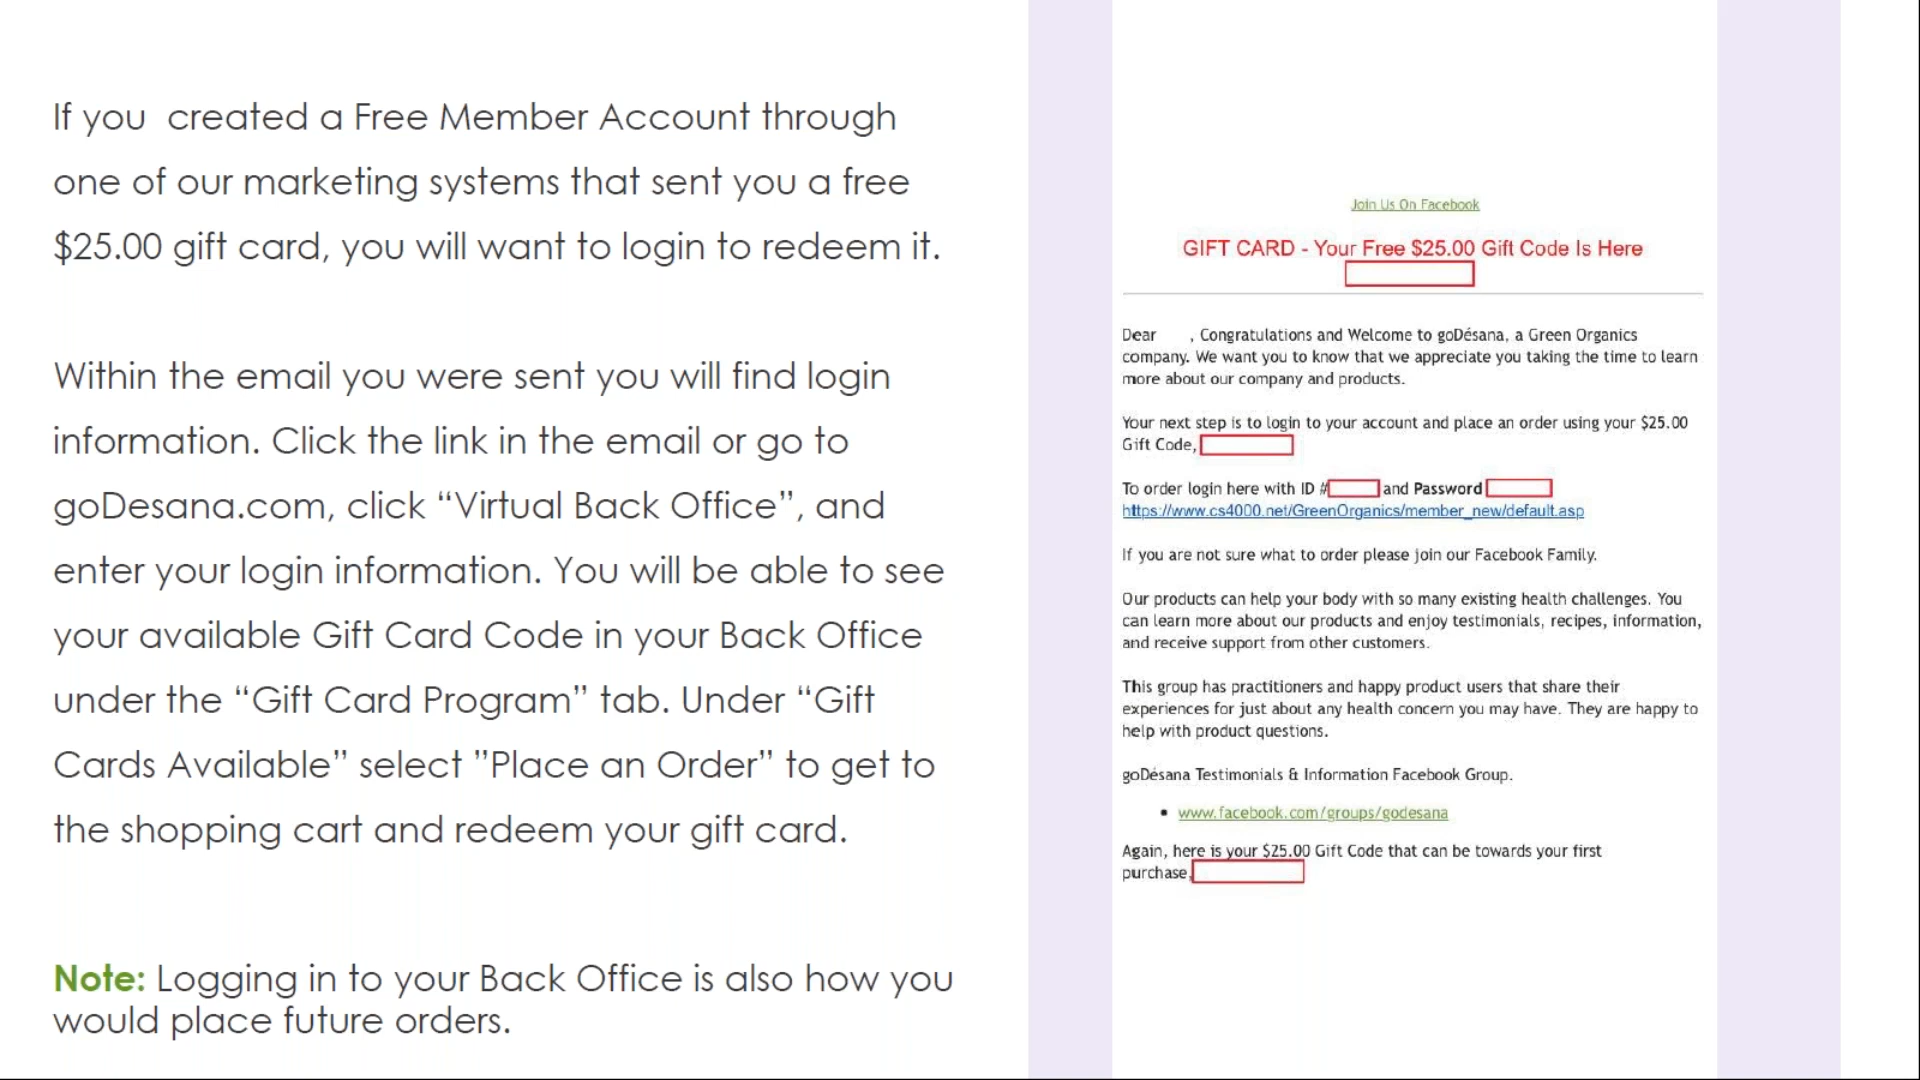 If you  created a Free Member Account through
one of our marketing systems that sent you a free
$25.00 gift card, you will want to login to redeem it.
Within the email you were sent you will find login
information. Click the link in the email or go to
goDesana.com, click “Virtual Back Office”, and
enter your login information. You will be able to see
your available Gift Card Code in your Back Office
under the “Gift Card Program” tab. Under “Gift
Cards Available” select ”Place an Order” to get to
the shopping cart and redeem your gift card.
Note: Logging in to your Back Office is also how you
would place future orders.
Join Us On Facebook
GIFT CARD - Your Free $25.00 Gift Code Is Here
Dear , Congratulations and Welcome to goDésana, a Green Organics
company. We want you to know that we appreciate you taking the time to learn
more about our company and products.
Your next step is to login to your account and place an order using your $25.00
Gift Code,
To order login here with ID # and Password
https://www.cs4000.net/GreenOrganics/member_new/default.asp
If you are not sure what to order please join our Facebook Family.
Our products can help your body with so many existing health challenges. You
can learn more about our products and enjoy testimonials, recipes, information,
and receive support from other customers.
This group has practitioners and happy product users that share their
experiences for just about any health concern you may have. They are happy to
help with product questions.
goDésana Testimonials & Information Facebook Group.
• www.facebook.com/groups/godesana
Again, here is your $25.00 Gift Code that can be towards your first
purchase,